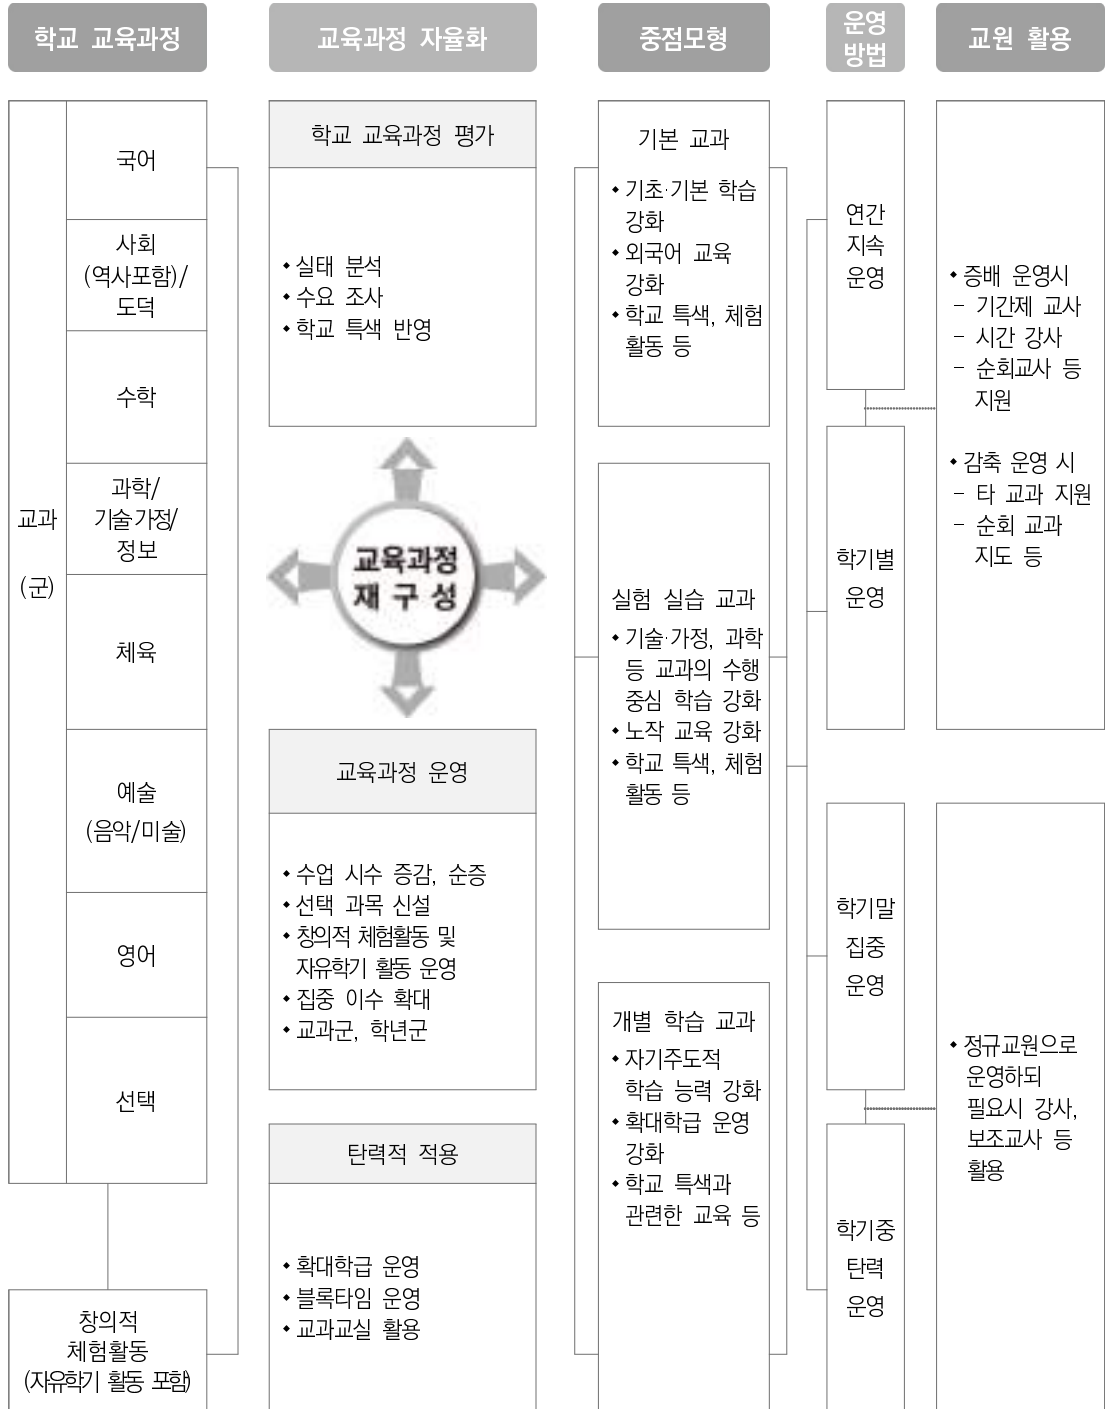 학교 교육과정
교육과정 자율화
중점모형
운영
방법
교원 활용
교과
(군)
국어
사회
(역사포함)/
도덕
수학
과학/
기술가정/
정보
체육
예술
(음악/미술)
영어
선택
창의적
체험활동
(자유학기 활동 포함)
학교 교육과정 평가
◆ 실태 분석
◆ 수요 조사
◆ 학교 특색 반영
교육과정
재 구 성
교육과정 운영
◆ 수업 시수 증감, 순증
◆ 선택 과목 신설
◆ 창의적 체험활동 및
자유학기 활동 운영
◆ 집중 이수 확대
◆ 교과군, 학년군
탄력적 적용
◆ 확대학급 운영
◆ 블록타임 운영
◆ 교과교실 활용
기본 교과
◆ 기초·기본 학습
강화
◆ 외국어 교육
강화
◆ 학교 특색, 체험
활동 등
실험 실습 교과
◆ 기술·가정, 과학
등 교과의 수행
중심 학습 강화
◆ 노작 교육 강화
◆ 학교 특색, 체험
활동 등
개별 학습 교과
◆ 자기주도적
학습 능력 강화
◆ 확대학급 운영
강화
◆ 학교 특색과
관련한 교육 등
연간
지속
운영
학기별
운영
학기말
집중
운영
학기중
탄력
운영
◆ 증배 운영시
– 기간제 교사
– 시간 강사
– 순회교사 등
지원
◆ 감축 운영 시
– 타 교과 지원
– 순회 교과
지도 등
◆ 정규교원으로
운영하되
필요시 강사,
보조교사 등
활용